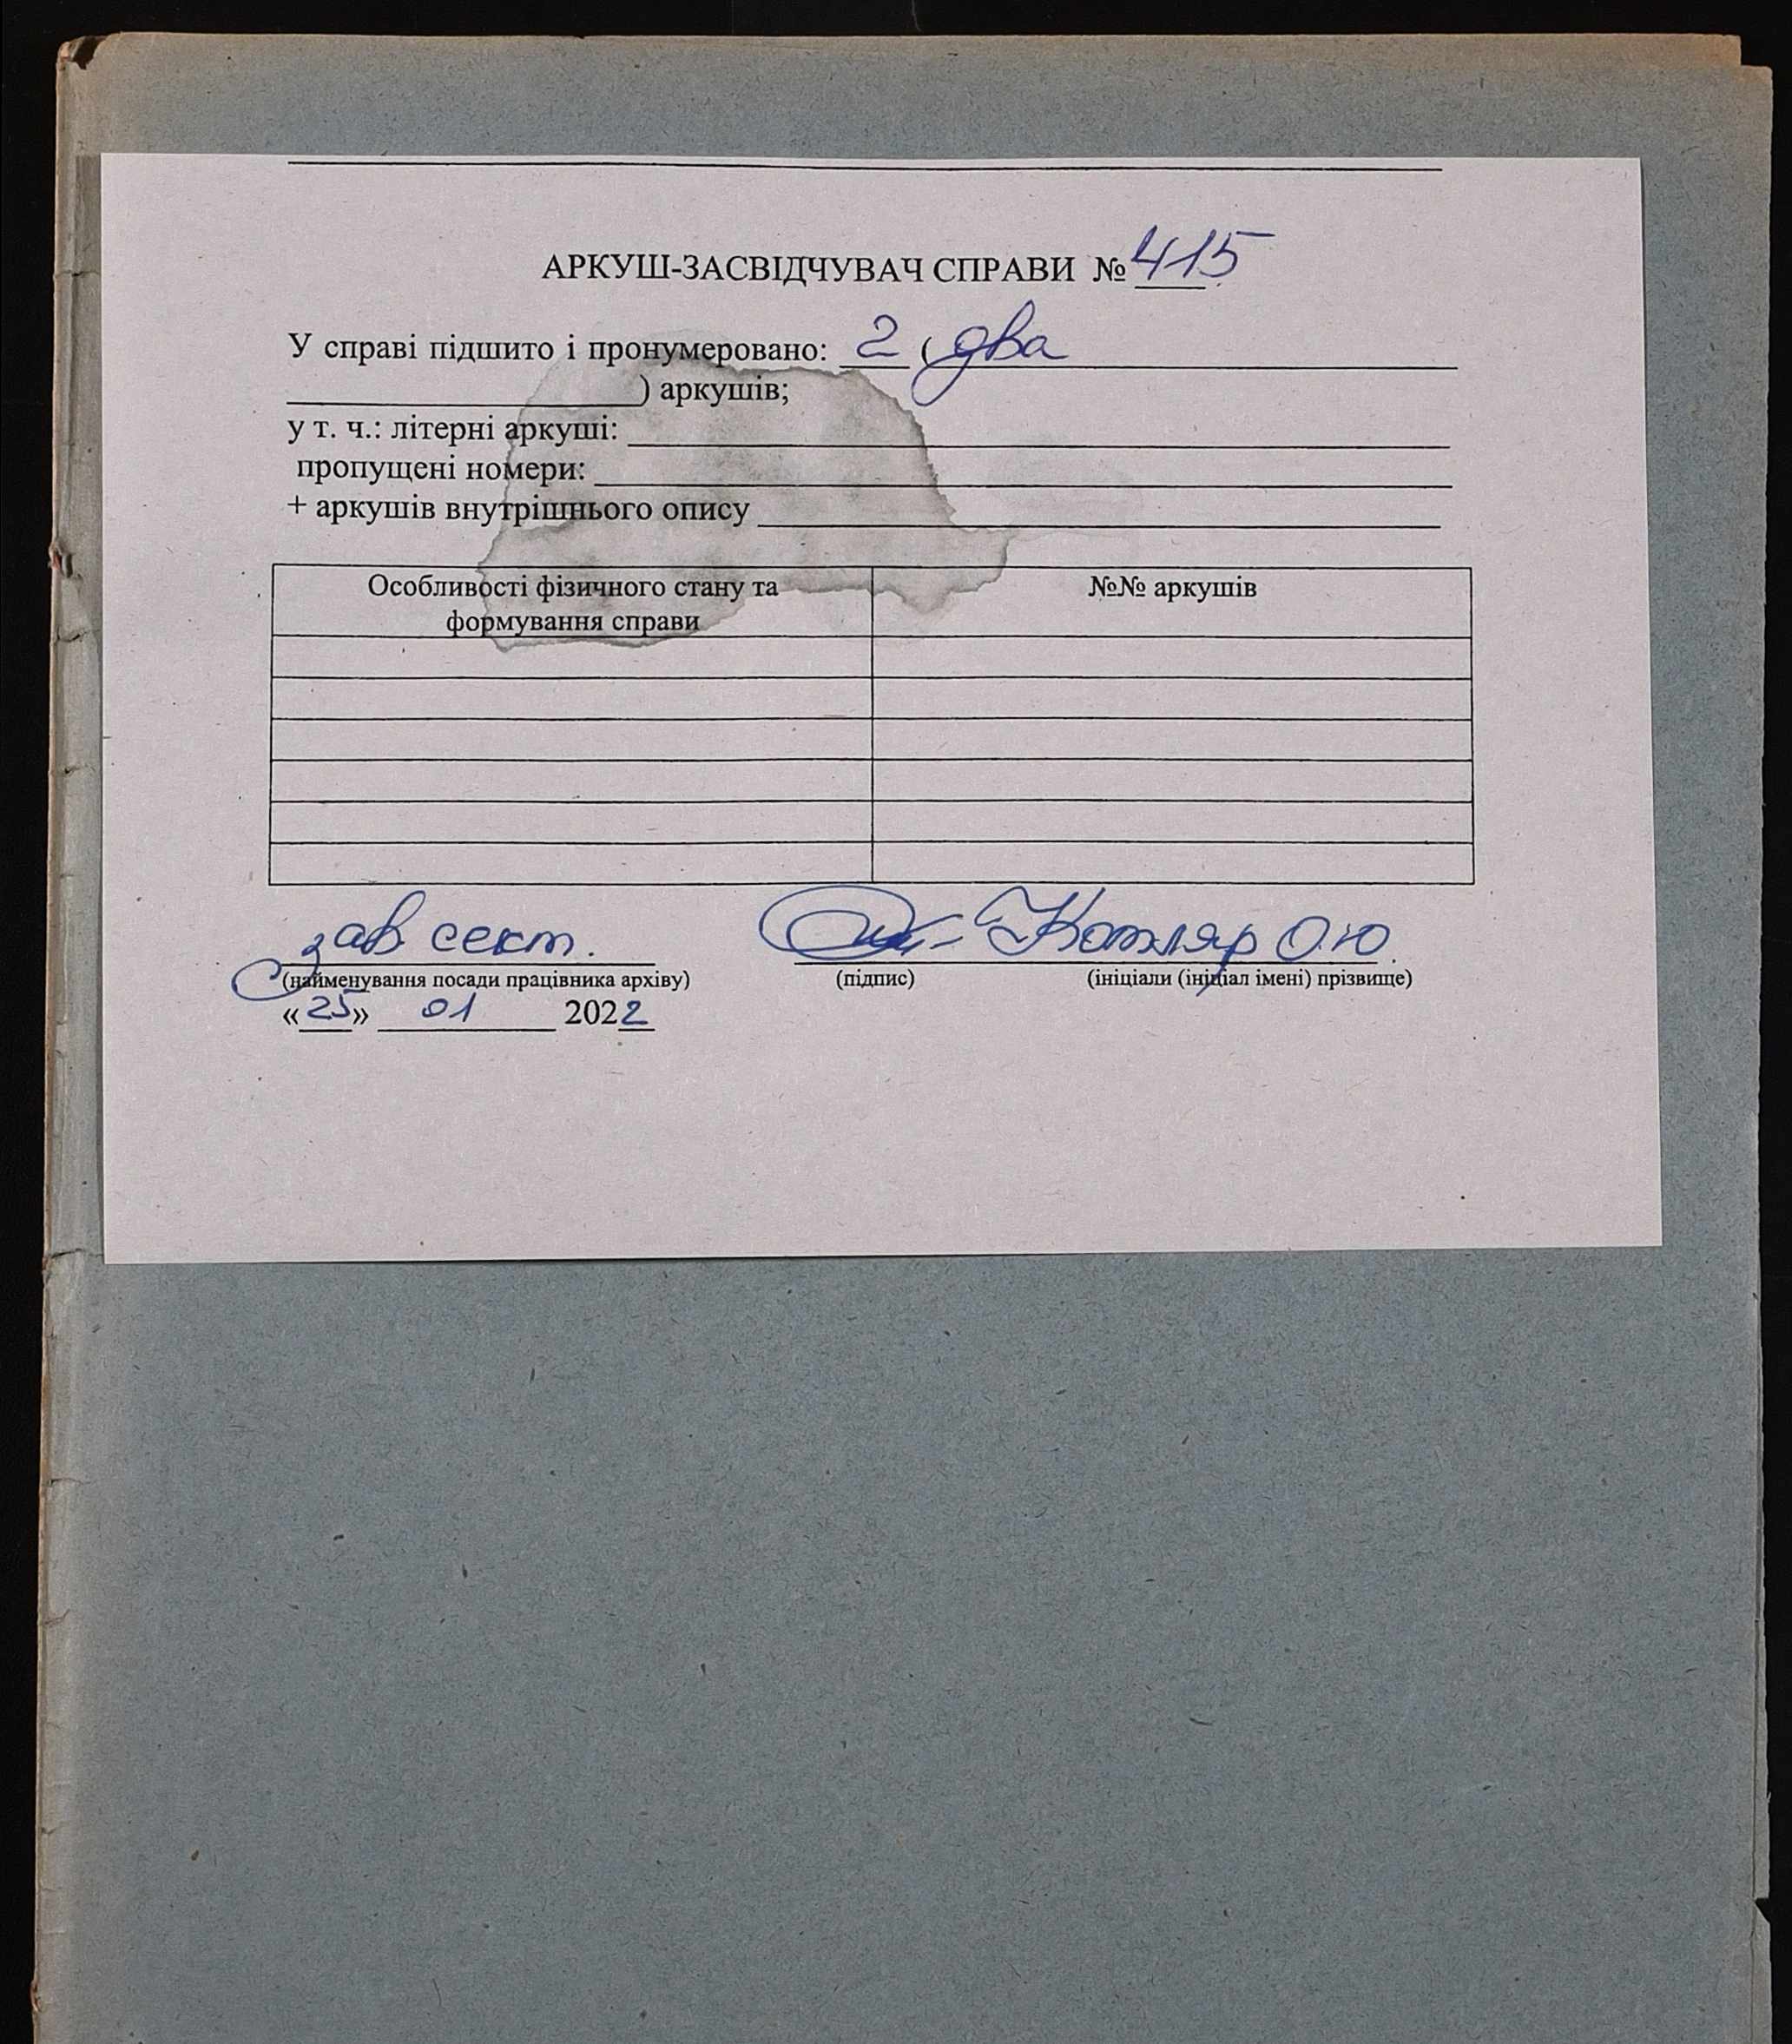 АРКУШ-ЗАСВІДЧУВАЧ СПРАВИ № 415
У справі підшито і пронумеровано: 2 ( два
) аркушів;
у т. ч.: літерні аркуші:
пропущені номери:
+ аркушів внутрішнього опису
Особливості фізичного стану та
формування справи
№№ аркушів
зав сект. Котляр О.Ю.
(найменування посади працівника архіву) (підпис) (ініціали (ініціал імені) прізвище)
«25» 01 2022